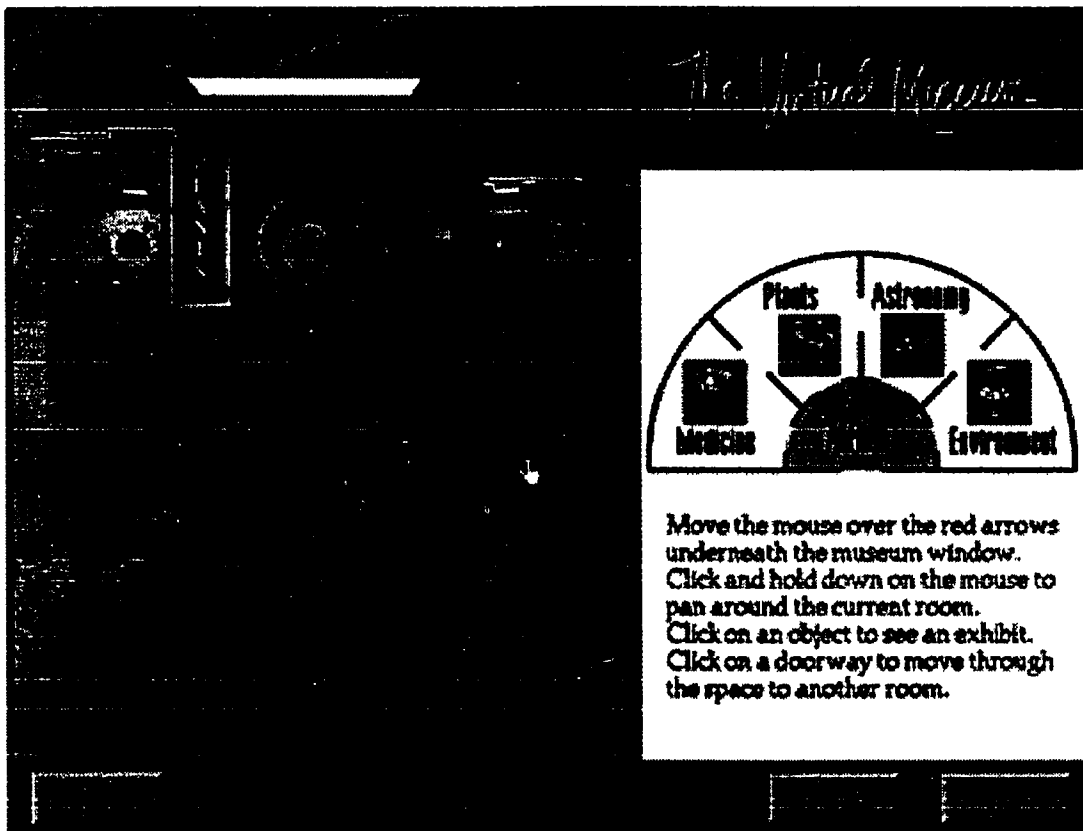 The Virtual Museum
Plants
Astronomy
Medicine
Environment
Move the mouse over the red arrows
underneath the museum window.
Click and hold down on the mouse to
pan around the current room.
Click on an object to see an exhibit.
Click on a doorway to move through
the space to another room.